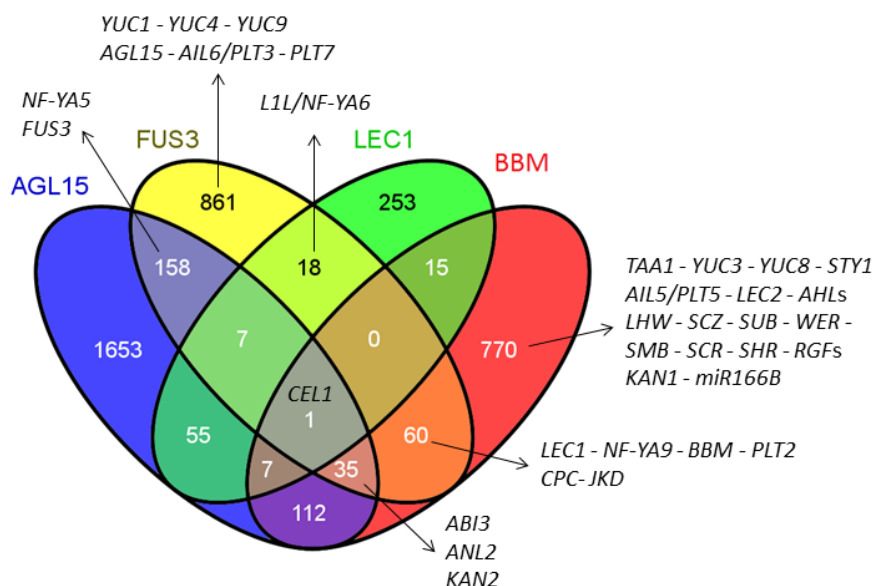 YUC1 - YUC4 - YUC9
AGL15 - AIL6/PLT3 - PLT7
NF-YA5
FUS3
L1L/NF-YA6
FUS3
LEC1
BBM
AGL15
861
253
158
18
15
TAA1 - YUC3 - YUC8 - STY1
AIL5/PLT5 - LEC2 - AHLs
LHW - SCZ - SUB - WER -
SMB - SCR - SHR - RGFs
KAN1 - miR166B
1653
7
0
770
CEL1
1
55
60
7
35
LEC1 - NF-YA9 - BBM - PLT2
CPC- JKD
112
ABI3
ANL2
KAN2